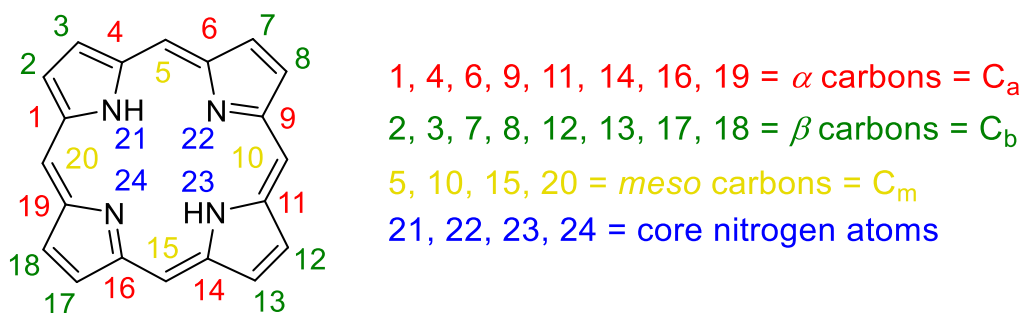 3 4 6 7
2 5 8
1 NH N 9
21 22
20 10
24 23
19 N HN 11
18 15 12
17 16 14 13
1, 4, 6, 9, 11, 14, 16, 19 = α carbons = Ca
2, 3, 7, 8, 12, 13, 17, 18 = β carbons = Cb
5, 10, 15, 20 = meso carbons = Cm
21, 22, 23, 24 = core nitrogen atoms